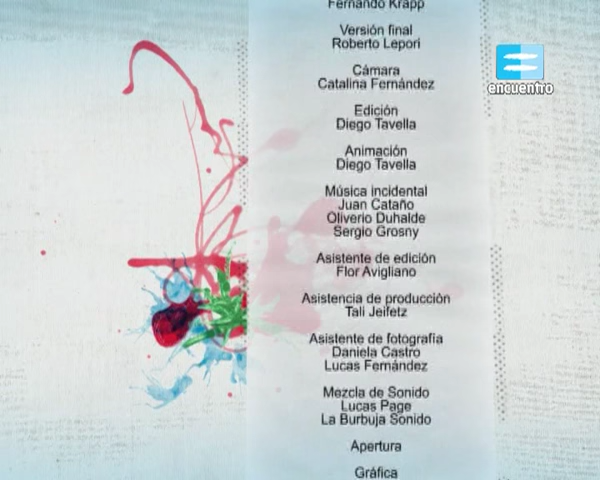 Fernando Krapp
Versión final
Roberto Lepori
Cámara
Catalina Fernández
Edición
Diego Tavella
Animación
Diego Tavella
Música incidental
Juan Cataño
Oliverio Duhalde
Sergio Grosny
Asistente de edición
Flor Avigliano
Asistencia de producción
Tali Jeifetz
Asistente de fotografía
Daniela Castro
Lucas Fernández
Mezcla de Sonido
Lucas Page
La Burbuja Sonido
Apertura
Gráfica
encuentro